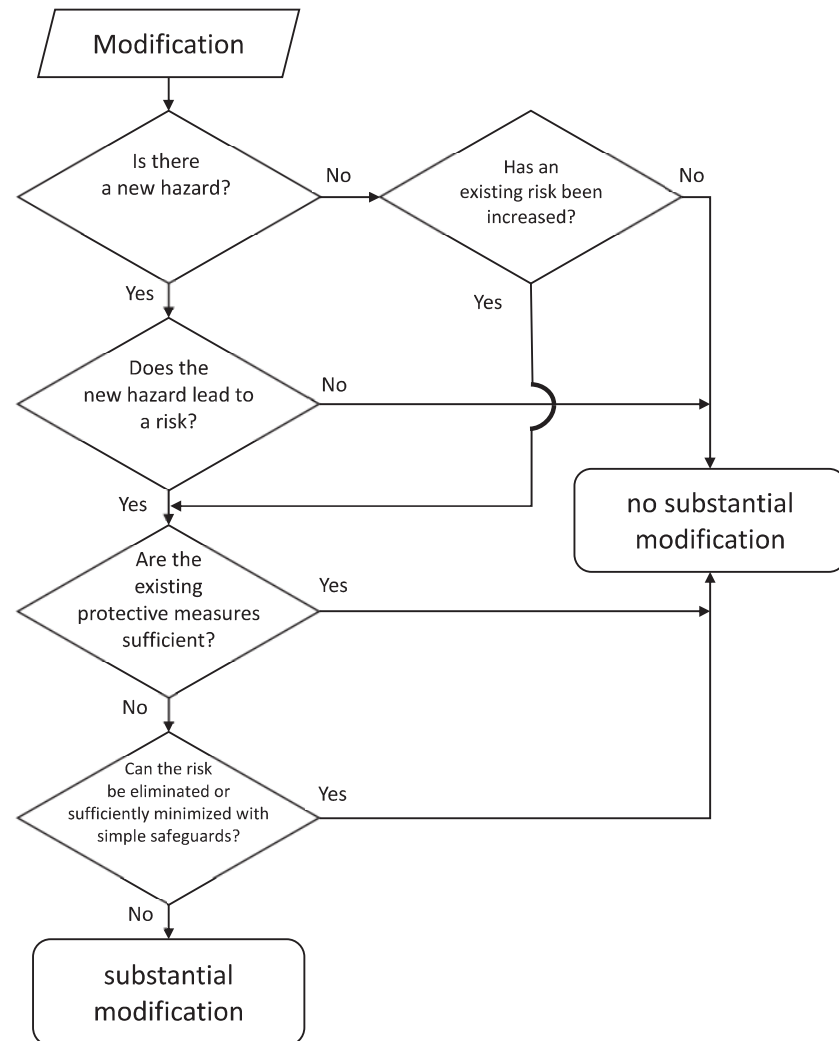 Modification
Is there
a new hazard?
No
Has an
existing risk been
increased?
No
Yes
Yes
Does the
new hazard lead to
a risk?
No
Yes
no substantial
modification
Are the
existing
protective measures
sufficient?
Yes
No
Can the risk
be eliminated or
sufficiently minimized with
simple safeguards?
Yes
No
substantial
modification